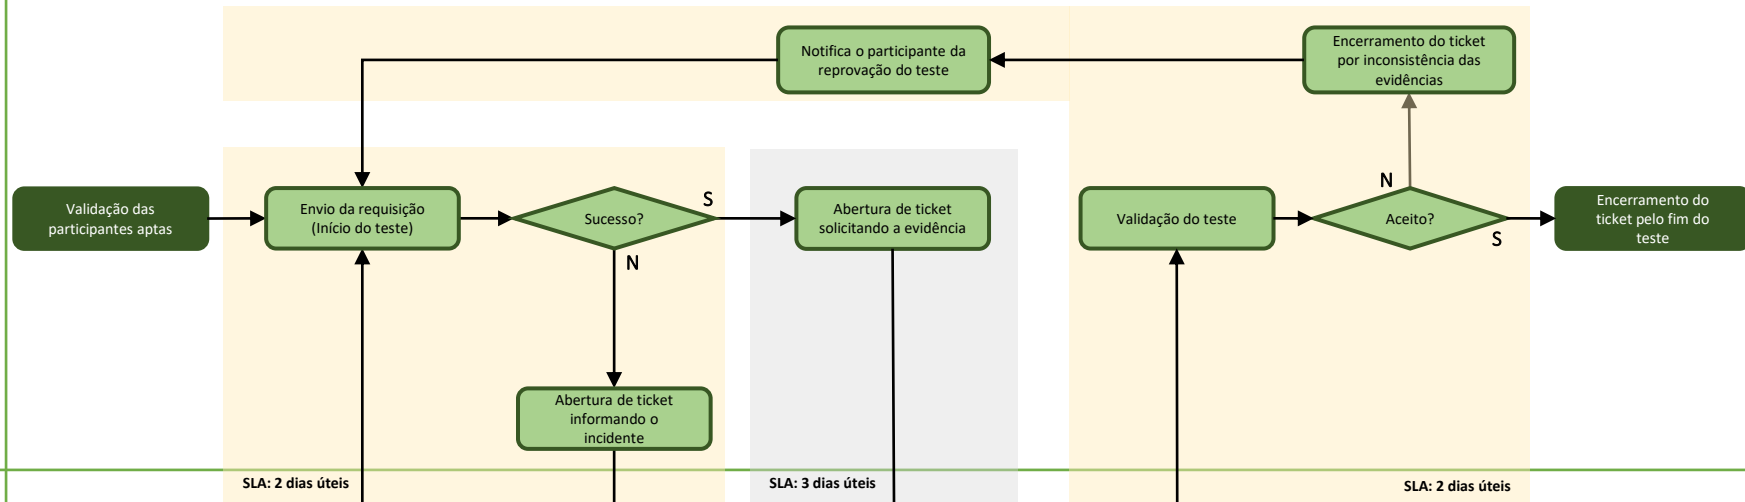 Notifica o participante da
reprovação do teste
Encerramento do ticket
por inconsistência das
evidências
Validação das
participantes aptas
Envio da requisição
(Início do teste)
Sucesso?
S
N
Abertura de ticket
solicitando a evidência
Validação do teste
Aceito?
N
S
Encerramento do
ticket pelo fim do
teste
Abertura de ticket
informando o
incidente
SLA: 2 dias úteis
SLA: 3 dias úteis
SLA: 2 dias úteis